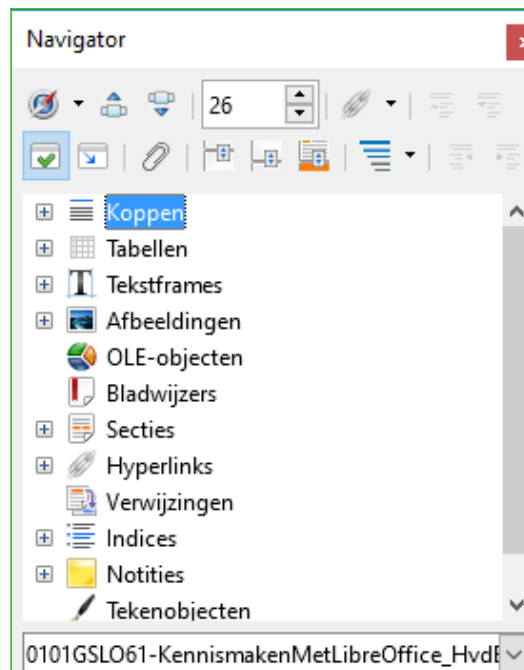 Navigator
26
Koppen
Tabellen
Tekstframes
Afbeeldingen
OLE-objecten
Bladwijzers
Secties
Hyperlinks
Verwijzingen
Indices
Notities
Tekenobjecten
0101GSLO61-KennismakenMetLibreOffice_Hvd